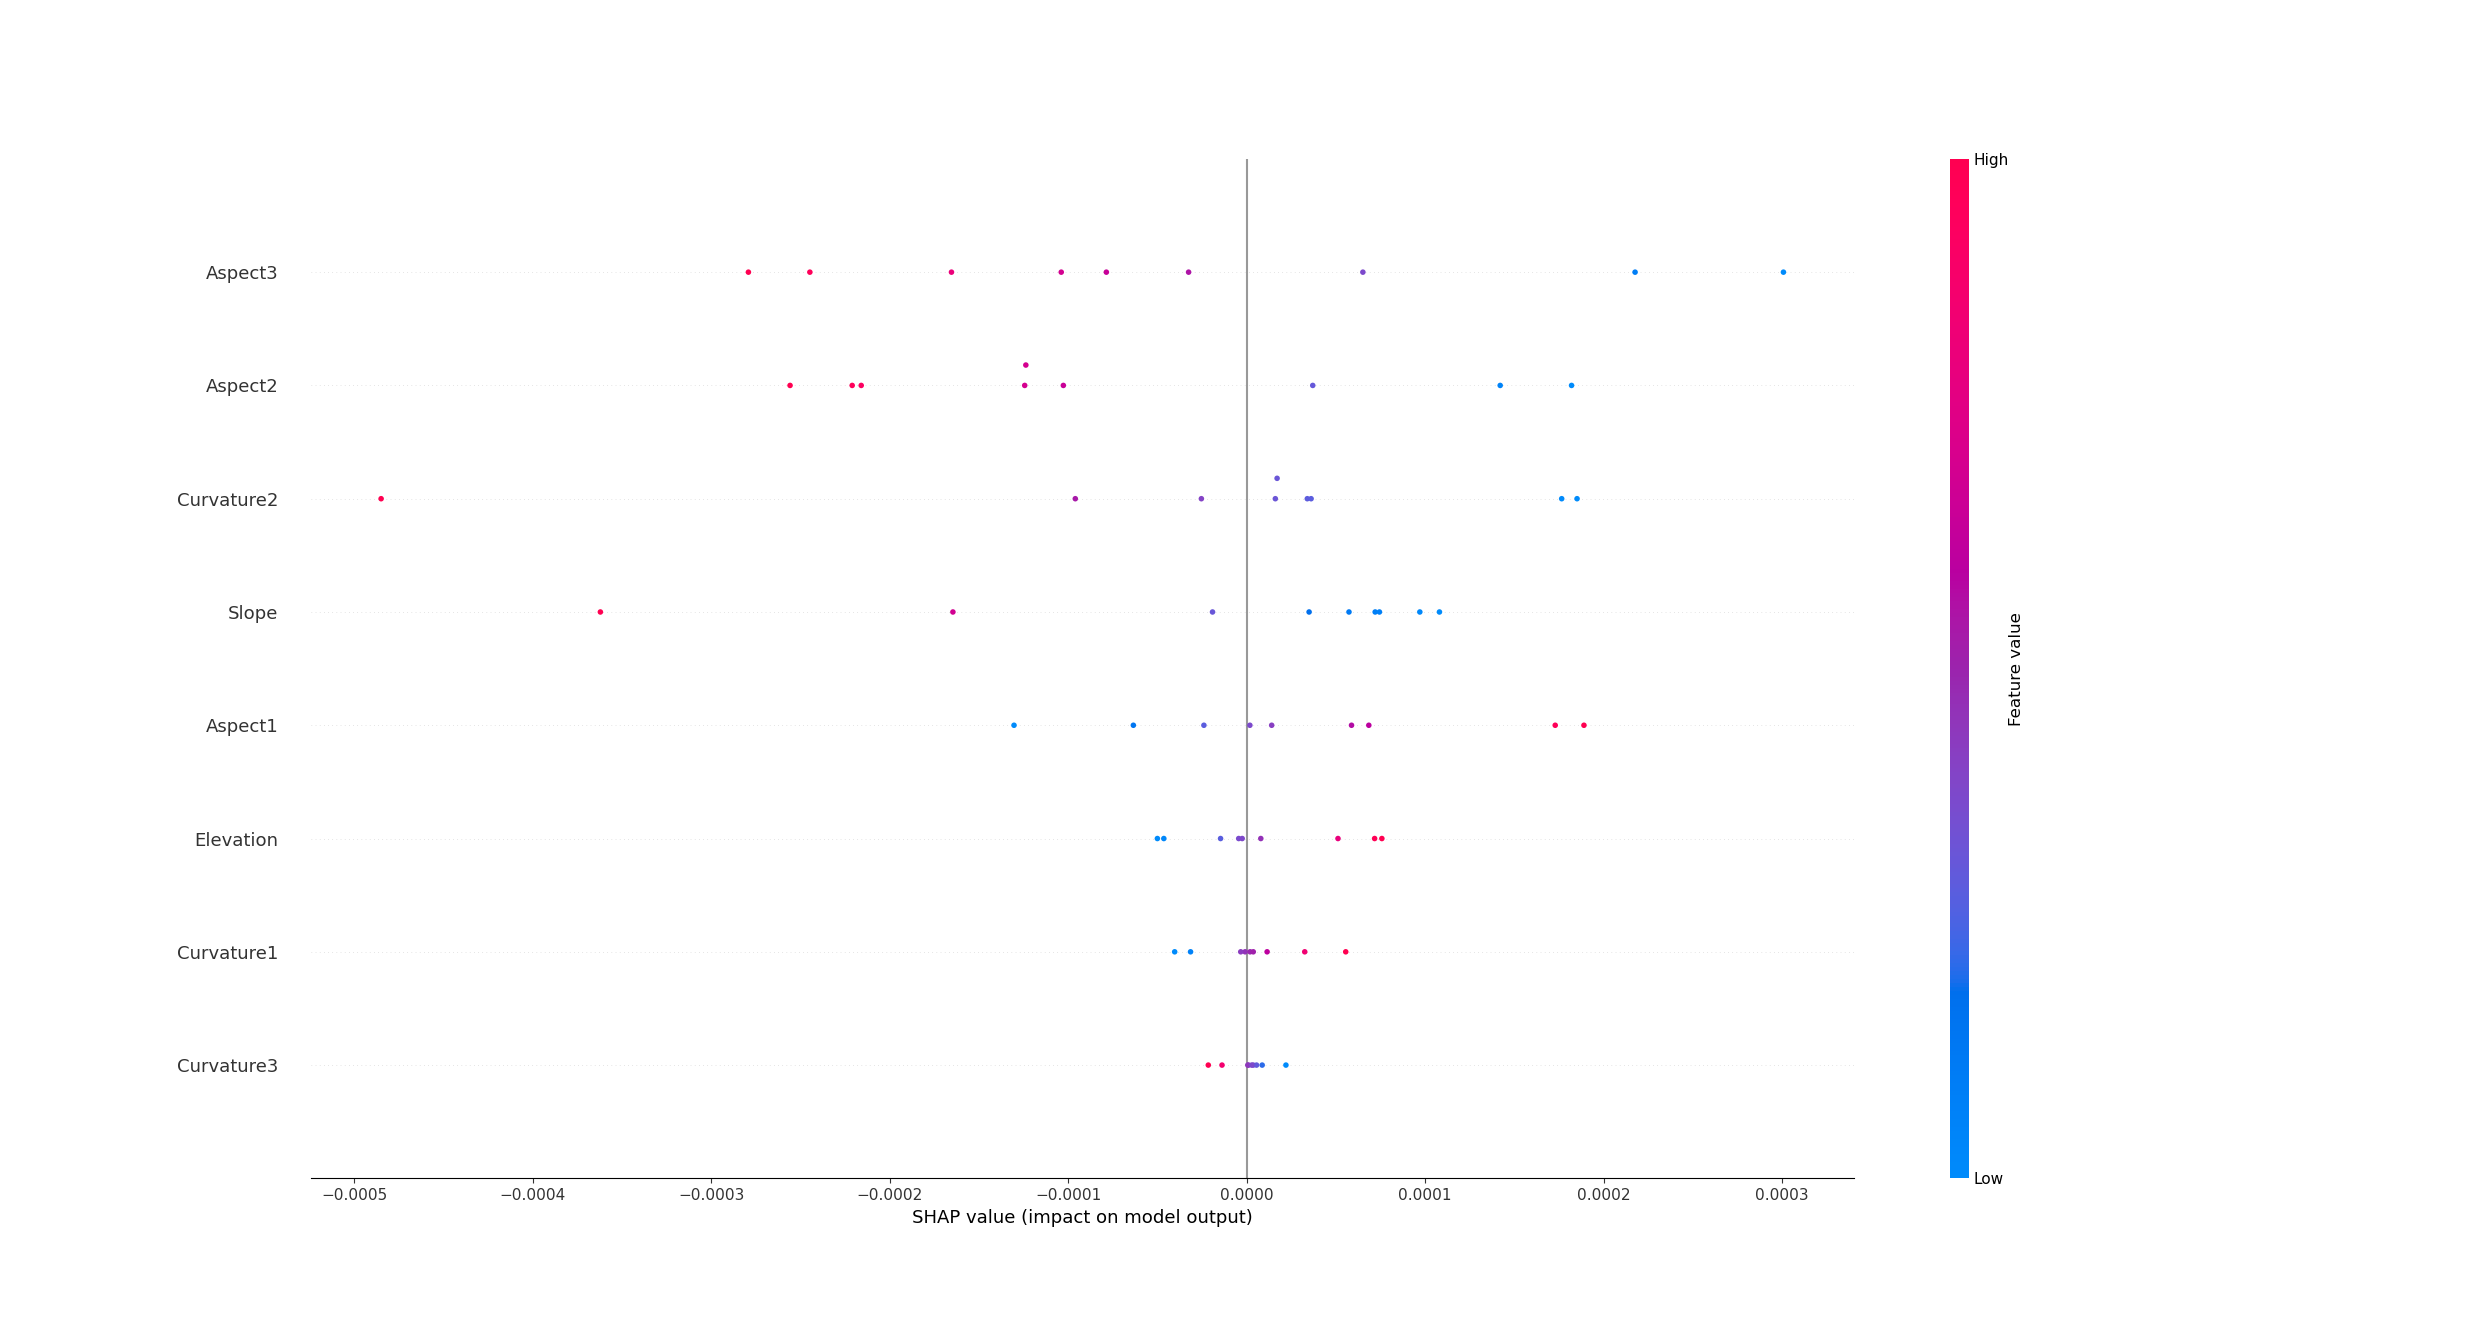 High
Aspect3
Aspect2
Curvature2
Slope
Aspect1
Elevation
Curvature1
Curvature3
Feature value
Low
−0.0005 −0.0004 −0.0003 −0.0002 −0.0001 0.0000 0.0001 0.0002 0.0003
SHAP value (impact on model output)